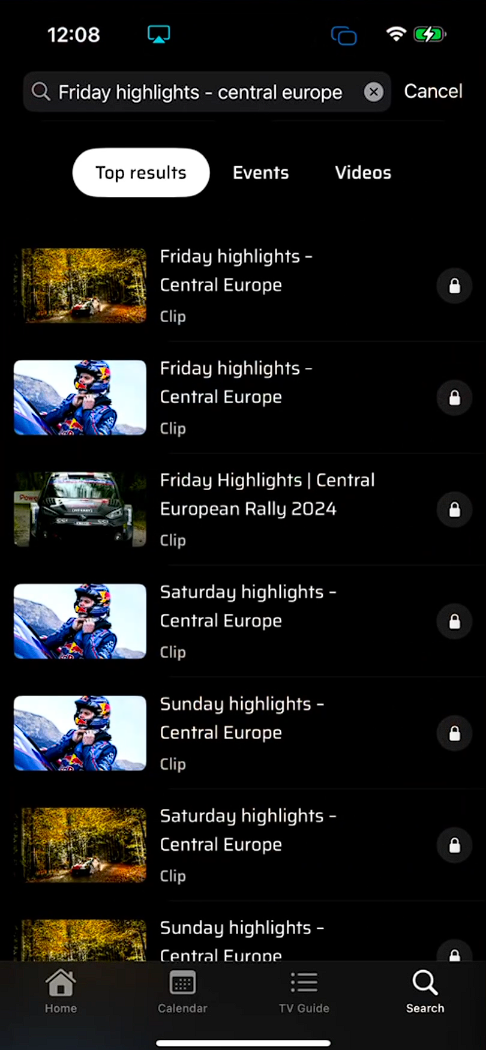 12:08
Friday highlights - central europe
Cancel
Top results
Events
Videos
Friday highlights –
Central Europe
Clip
Friday highlights –
Central Europe
Clip
Friday Highlights | Central
European Rally 2024
Clip
Saturday highlights –
Central Europe
Clip
Sunday highlights –
Central Europe
Clip
Saturday highlights –
Central Europe
Clip
Sunday highlights –
Central Europe
Home
Calendar
TV Guide
Search